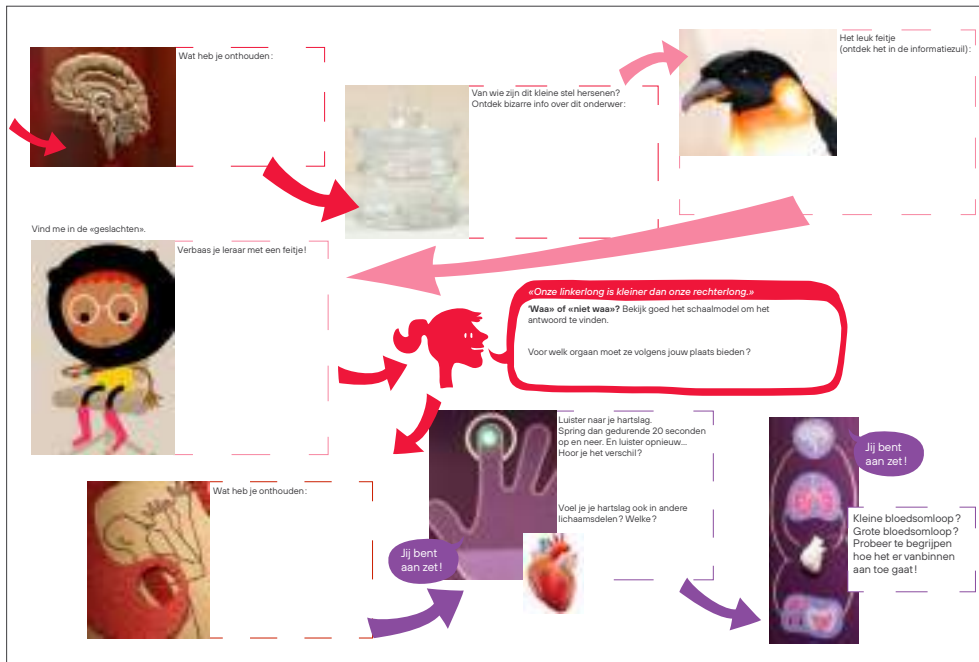 Wat heb je onthouden:
Van wie zijn dit kleine stel hersenen?
Ontdek bizarre info over dit onderwer:
Het leuk feitje
(ontdek het in de informatiezuil):
Vind me in de «geslachten».
Verbaas je leraar met een feitje!
«Onze linkerlong is kleiner dan onze rechterlong.»
'Waa» of «niet waa»? Bekijk goed het schaalmodel om het
antwoord te vinden.
Voor welk orgaan moet ze volgens jouw plaats bieden?
Wat heb je onthouden:
Jij bent
aan zet!
Luister naar je hartslag.
Spring dan gedurende 20 seconden
op en neer. En luister opnieuw...
Hoor je het verschil?
Voel je je hartslag ook in andere
lichaamsdelen? Welke?
Jij bent
aan zet!
Kleine bloedsomloop?
Grote bloedsomloop?
Probeer te begrijpen
hoe het er vanbinnen
aan toe gaat!